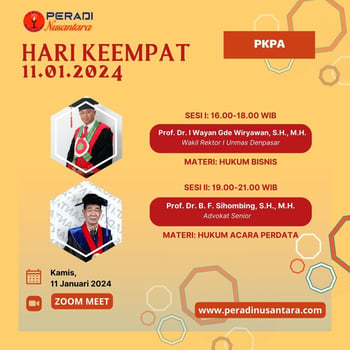 PERADI
Nusantara
HARI KEEMPAT
11.01.2024
PKPA
SESI I: 16.00-18.00 WIB
Prof. Dr. I Wayan Gde Wiryawan, S.H., M.H.
Wakil Rektor I Unmas Denpasar
MATERI: HUKUM BISNIS
SESI II: 19.00-21.00 WIB
Prof. Dr. B. F. Sihombing, S.H., M.H.
Advokat Senior
MATERI: HUKUM ACARA PERDATA
Kamis,
11 Januari 2024
ZOOM MEET
www.peradinusantara.com